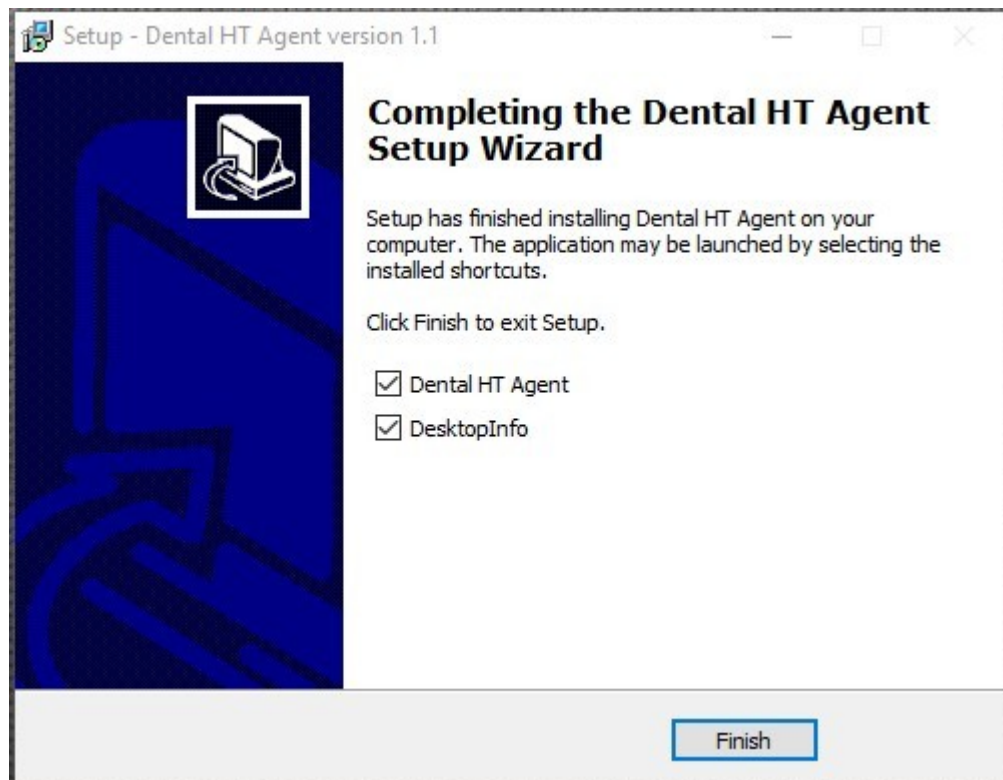 Setup - Dental HT Agent version 1.1
Completing the Dental HT Agent
Setup Wizard
Setup has finished installing Dental HT Agent on your
computer. The application may be launched by selecting the
installed shortcuts.
Click Finish to exit Setup.
Dental HT Agent
DesktopInfo
Finish